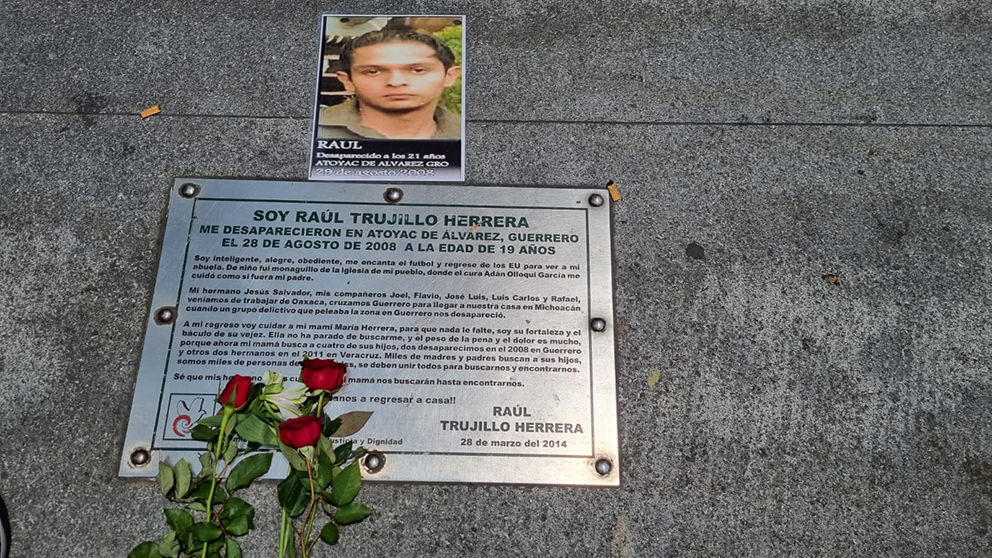 RAUL
Desaparecido a los 21 años
ATOYAC DE ALVAREZ GRO
29 de agosto 2008
SOY RAÚL TRUJILLO HERRERA
ME DESAPARECIERON EN ATOYAC DE ÁLVAREZ, GUERRERO
EL 28 DE AGOSTO DE 2008 A LA EDAD DE 19 AÑOS
Soy inteligente, alegre, obediente, me encanta el futbol y regrese de los EU para ver a mi
abuela. De niño fui monaguillo de la iglesia de mi pueblo, donde el cura Adán Olloqui García me
cuidó como si fuera mi padre.
Mi hermano Jesús Salvador, mis compañeros Joel, Flavio, José Luis, Luis Carlos y Rafael,
veníamos de trabajar de Oaxaca, cruzamos Guerrero para llegar a nuestra casa en Michoacán
cuando un grupo delictivo que peleaba la zona en Guerrero nos desapareció.
A mi regreso voy cuidar a mi mami María Herrera, para que nada le falte, soy su fortaleza y el
báculo de su vejez. Ella no ha parado de buscarme, y el peso de la pena y el dolor es mucho,
porque ahora mi mamá busca a cuatro de sus hijos, dos desaparecimos en el 2008 en Guerrero
y otros dos hermanos en el 2011 en Veracruz. Miles de madres y padres buscan a sus hijos,
somos miles de personas se deben unir todos para buscarnos y encontrarnos.
Sé que mis mamá nos buscarán hasta encontrarnos.
a regresar a casa!!
RAÚL
TRUJILLO HERRERA
y Dignidad
28 de marzo del 2014